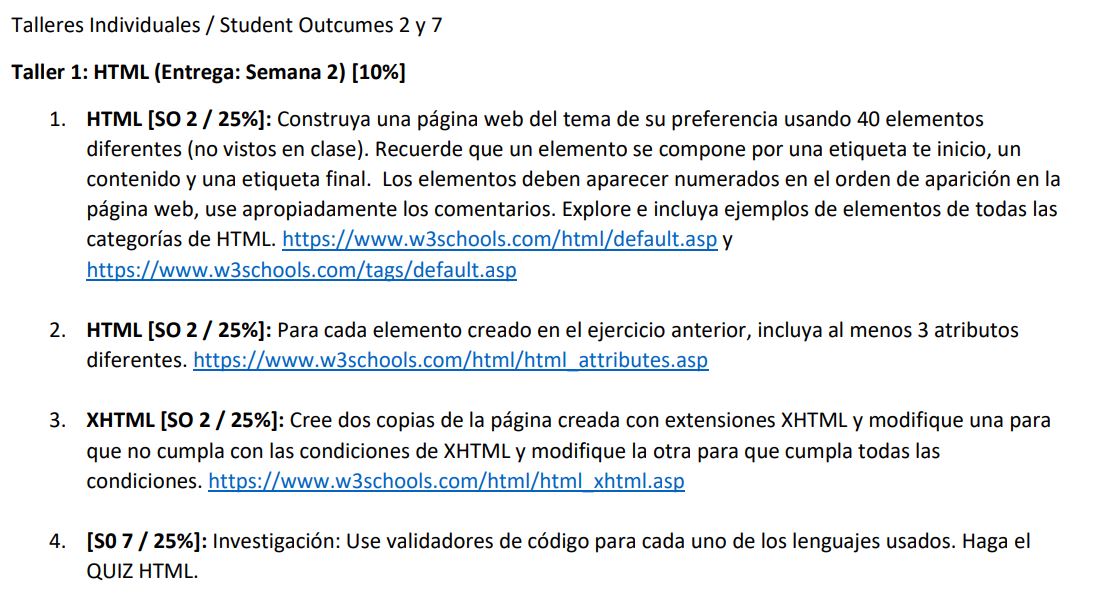 Talleres Individuales / Student Outcumes 2 y 7
Taller 1: HTML (Entrega: Semana 2) [10%]
1. HTML [SO 2 / 25%]: Construya una página web del tema de su preferencia usando 40 elementos
diferentes (no vistos en clase). Recuerde que un elemento se compone por una etiqueta te inicio, un
contenido y una etiqueta final. Los elementos deben aparecer numerados en el orden de aparición en la
página web, use apropiadamente los comentarios. Explore e incluya ejemplos de elementos de todas las
categorías de HTML. https://www.w3schools.com/html/default.asp y
https://www.w3schools.com/tags/default.asp
2. HTML [SO 2 / 25%]: Para cada elemento creado en el ejercicio anterior, incluya al menos 3 atributos
diferentes. https://www.w3schools.com/html/html_attributes.asp
3. XHTML [SO 2 / 25%]: Cree dos copias de la página creada con extensiones XHTML y modifique una para
que no cumpla con las condiciones de XHTML y modifique la otra para que cumpla todas las
condiciones. https://www.w3schools.com/html/html_xhtml.asp
4. [S0 7 / 25%]: Investigación: Use validadores de código para cada uno de los lenguajes usados. Haga el
QUIZ HTML.